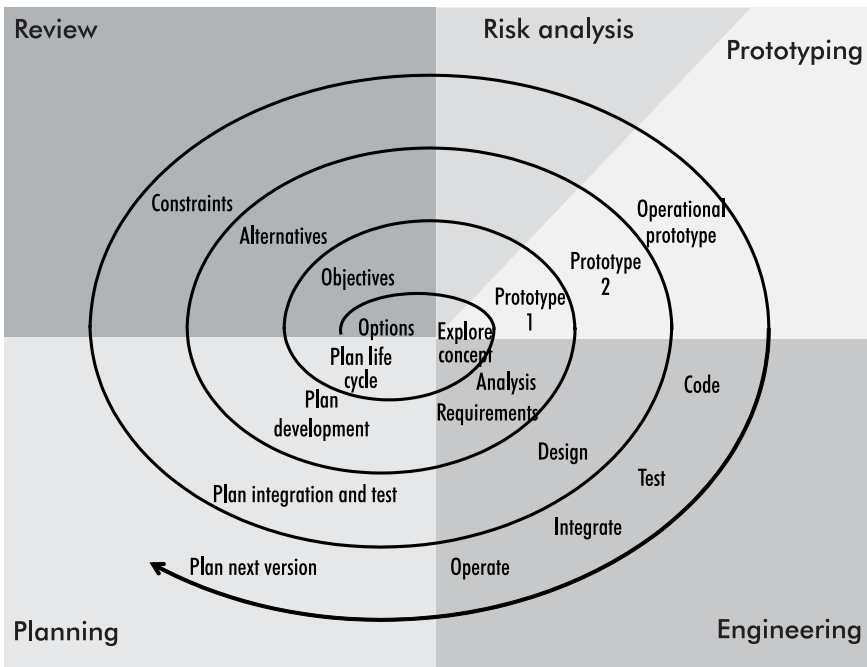 Review
Risk analysis
Prototyping
Constraints
Alternatives
Objectives
Options
Operational
prototype
Prototype
2
Prototype
1
Explore
concept
Plan life
cycle
Plan
development
Plan integration and test
Plan next version
Analysis
Requirements
Design
Code
Test
Integrate
Operate
Planning
Engineering